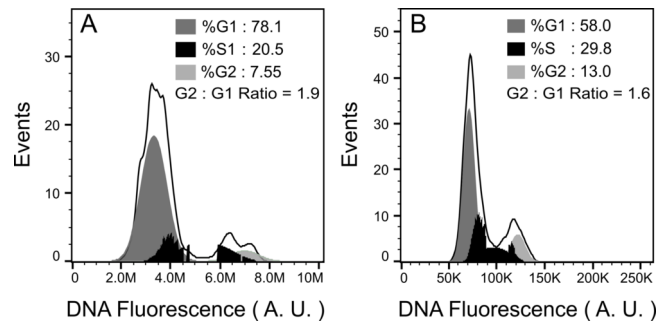 A
%G1 : 78.1
%S1 : 20.5
%G2 : 7.55
G2 : G1 Ratio = 1.9
Events
30
20
10
0
0
2.0M
4.0M
6.0M
8.0M
10M
DNA Fluorescence ( A. U. )
B
%G1 : 58.0
%S : 29.8
%G2 : 13.0
G2 : G1 Ratio = 1.6
Events
50
40
30
20
10
0
0
50K
100K
150K
200K
250K
DNA Fluorescence ( A. U. )